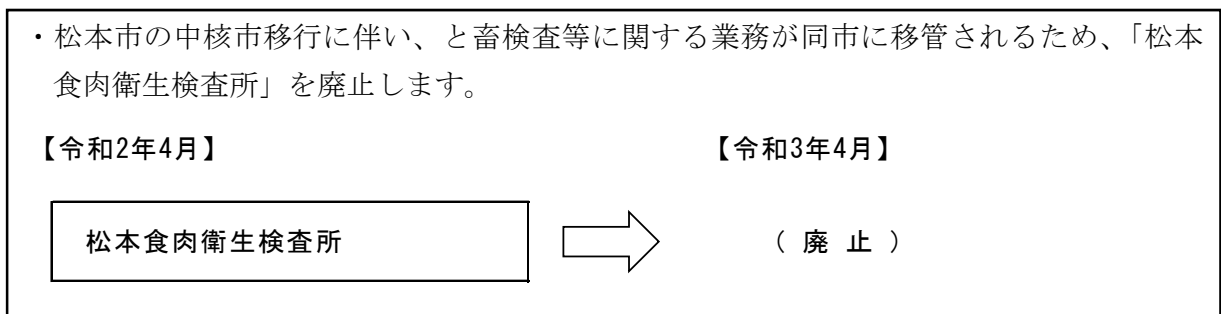 ・松本市の中核市移行に伴い、と畜検査等に関する業務が同市に移管されるため、「松本
食肉衛生検査所」を廃止します。
【令和2年4月】 【令和3年4月】
松本食肉衛生検査所 （ 廃 止 ）